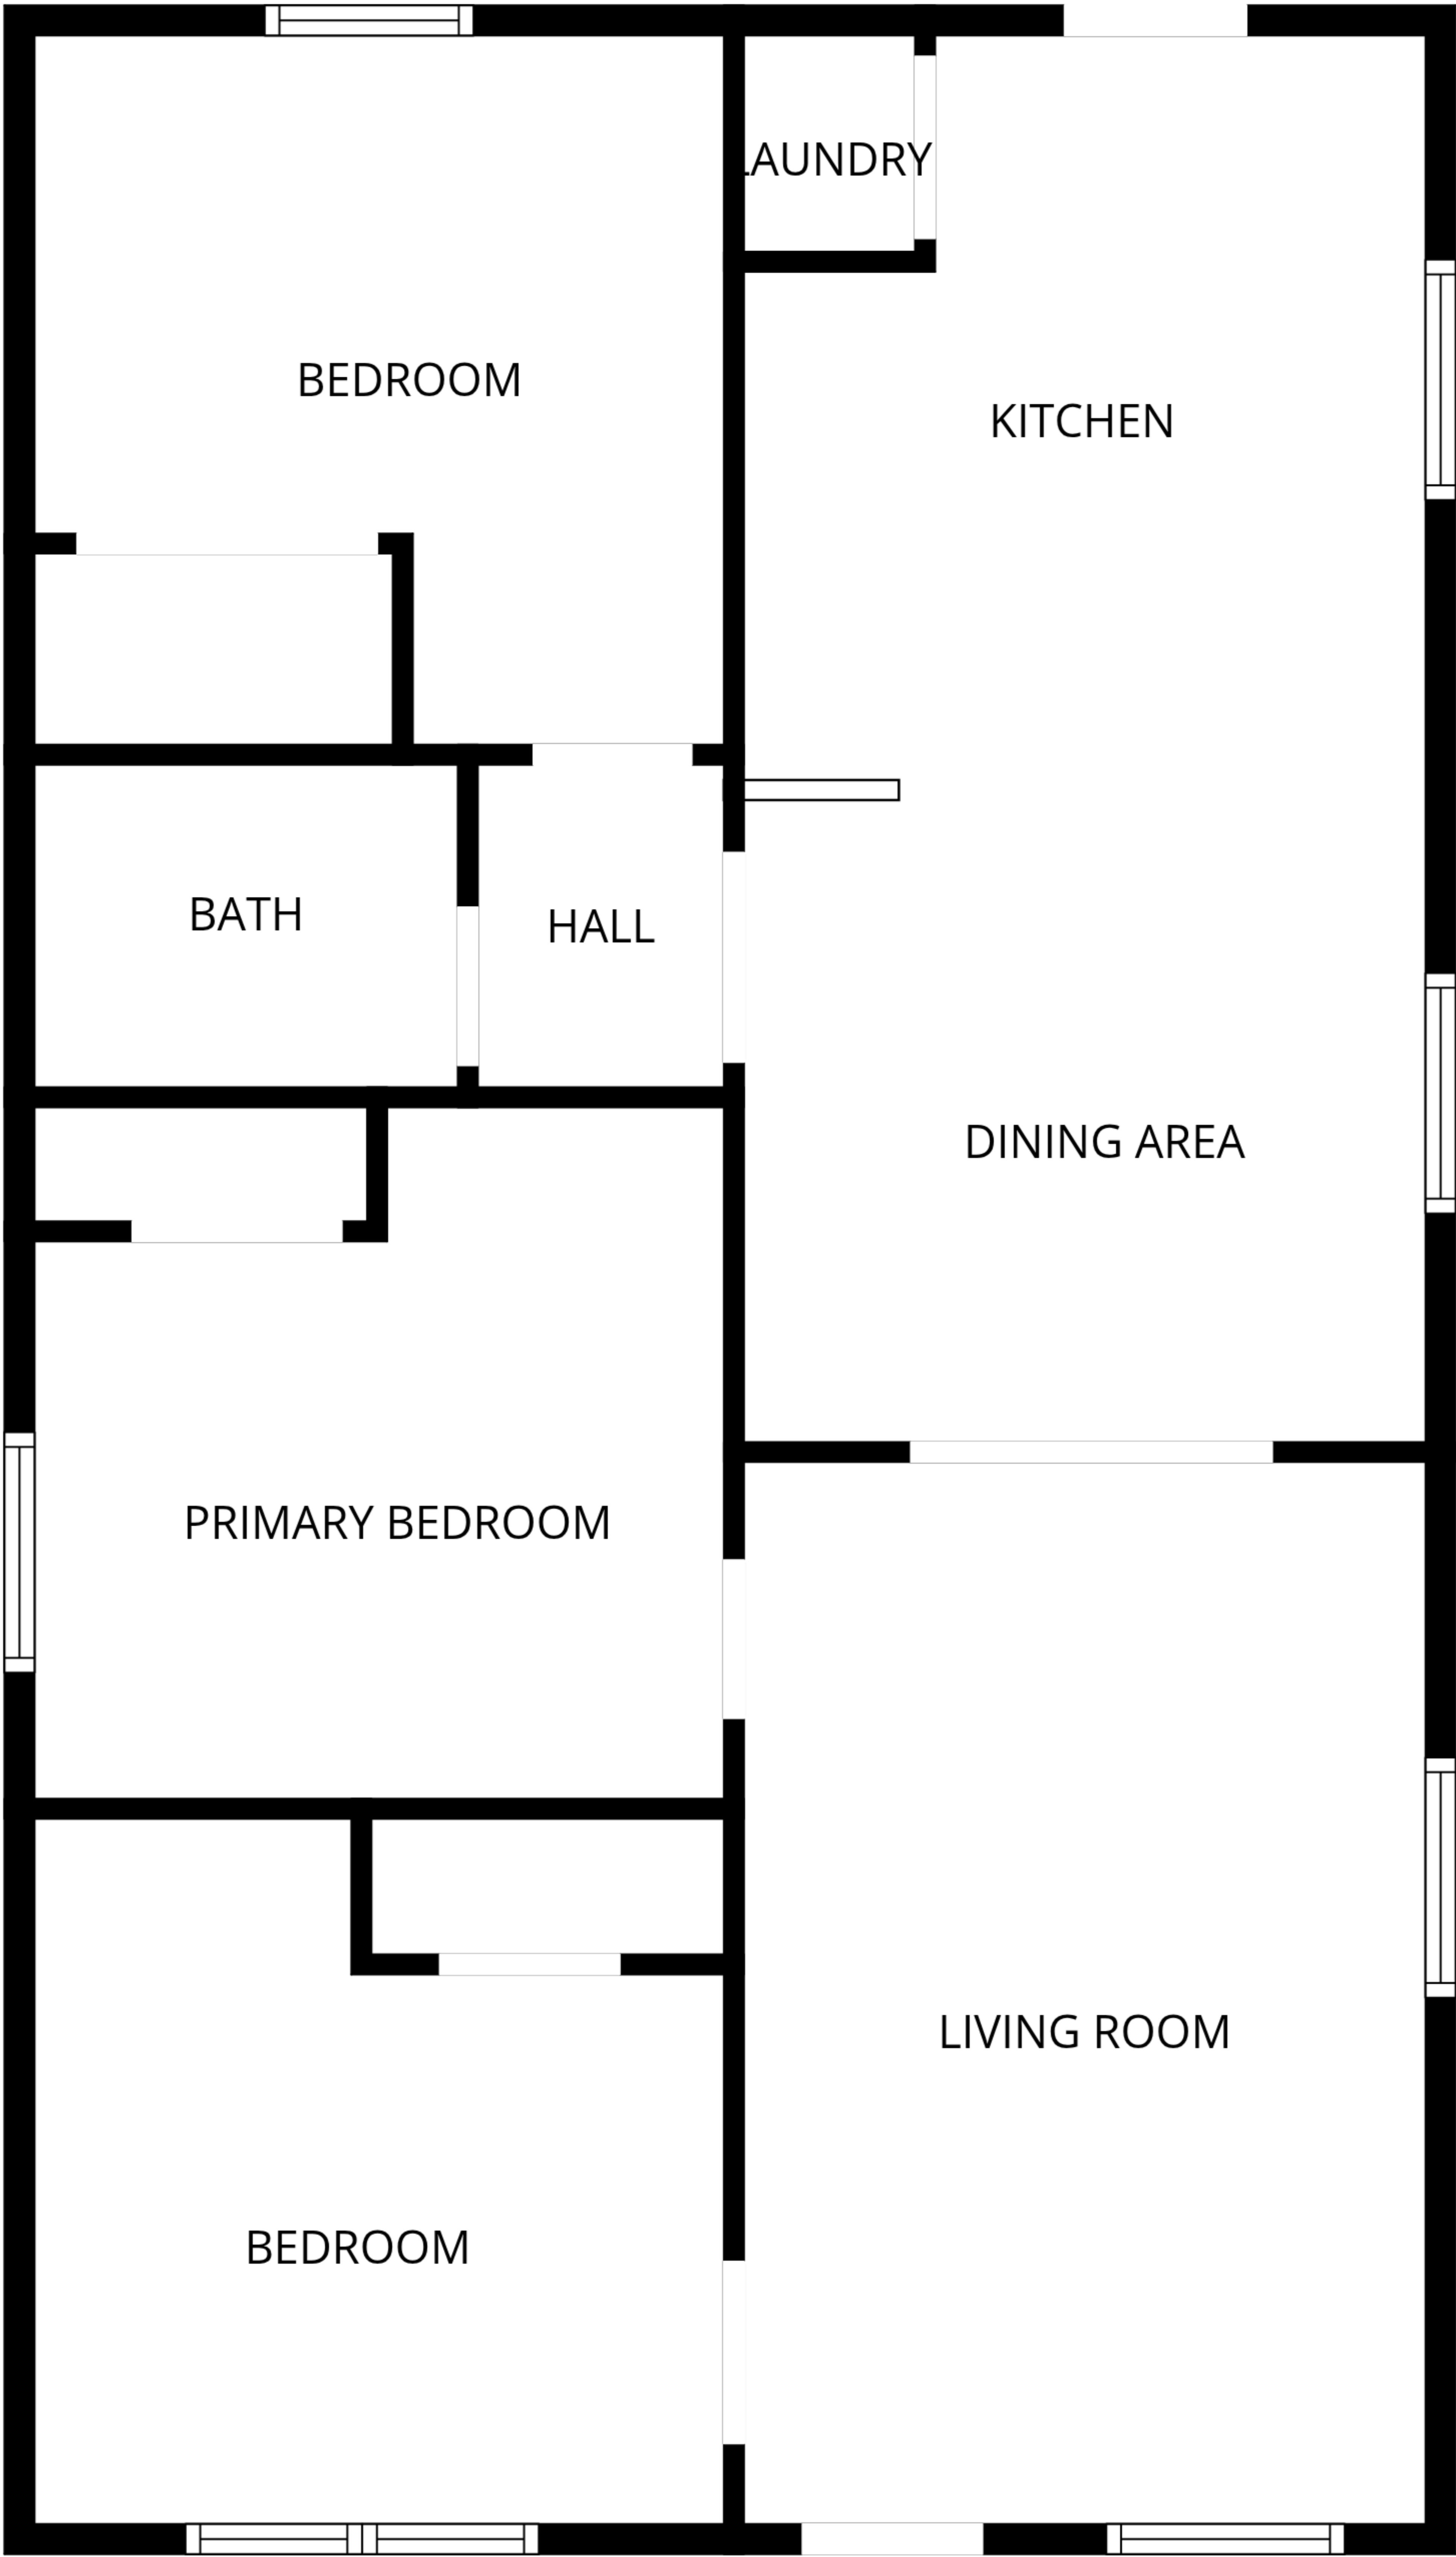 LAUNDRY
BEDROOM
KITCHEN
BATH
HALL
DINING AREA
PRIMARY BEDROOM
LIVING ROOM
BEDROOM